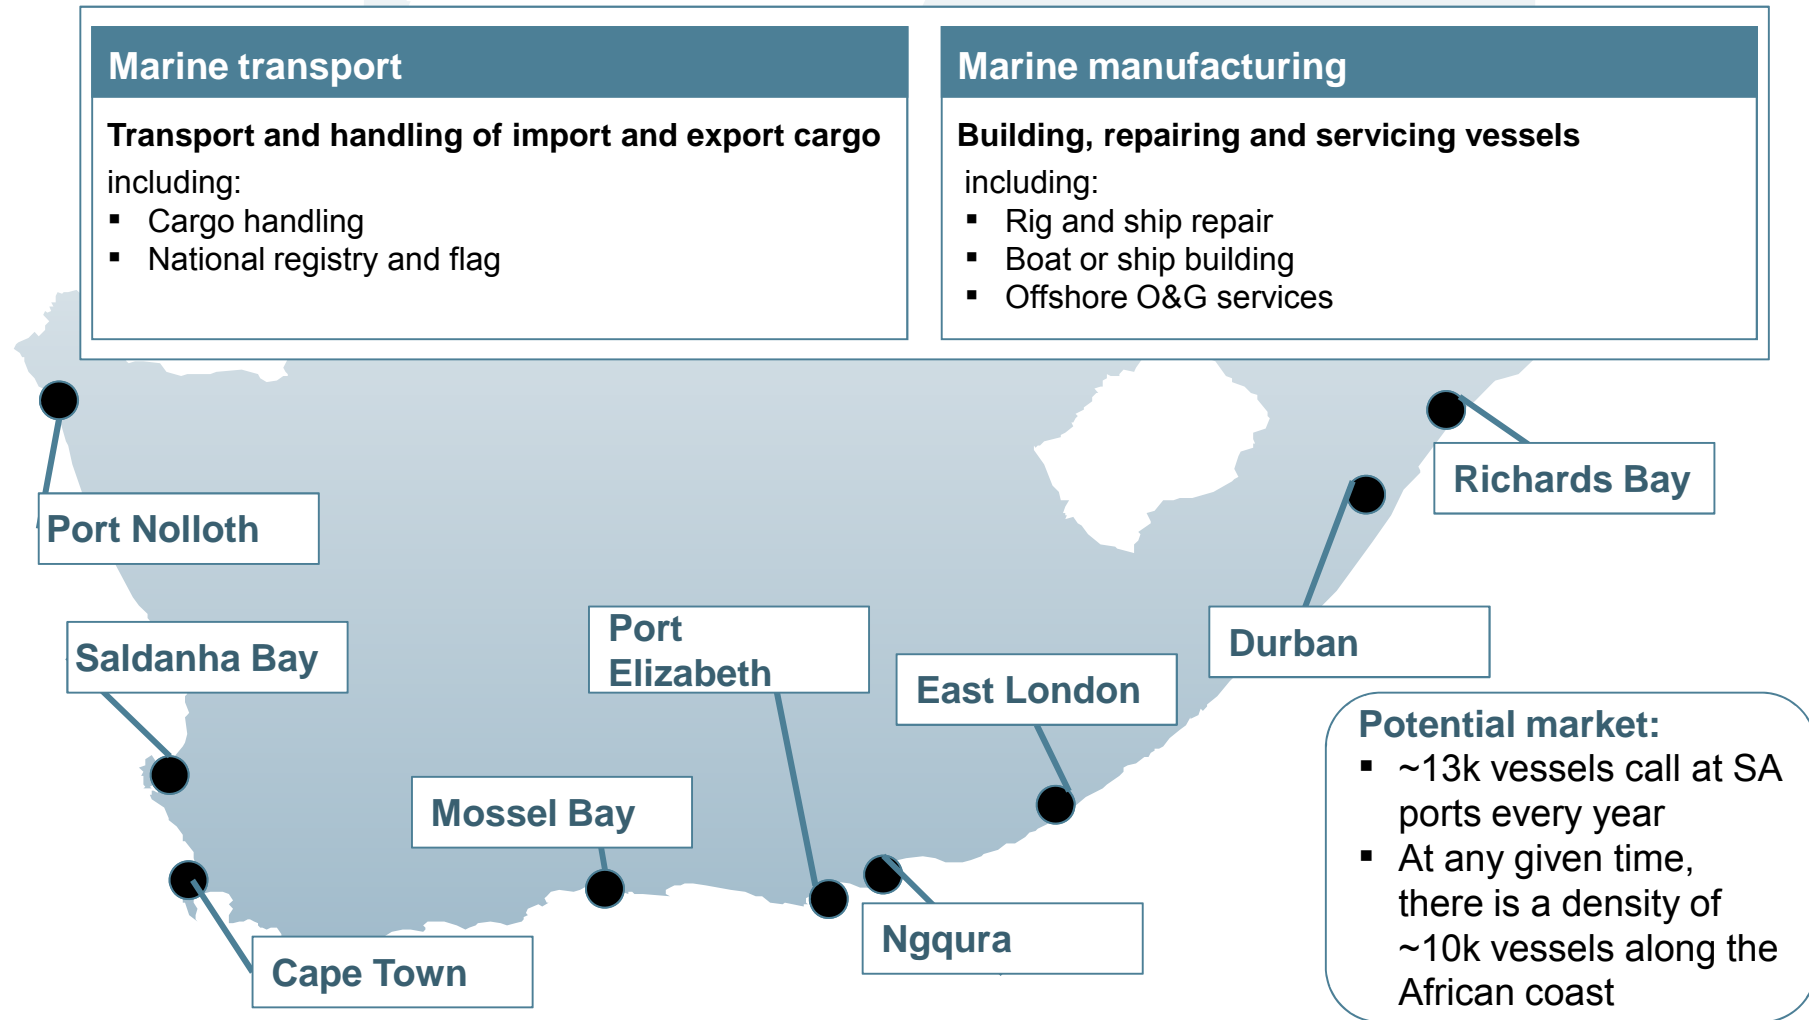 Marine transport
Transport and handling of import and export cargo
including:
▪ Cargo handling
▪ National registry and flag
Marine manufacturing
Building, repairing and servicing vessels
including:
▪ Rig and ship repair
▪ Boat or ship building
▪ Offshore O&G services
Richards Bay
Port Nolloth
Port
Elizabeth
Durban
Saldanha Bay
East London
Mossel Bay
Ngqura
Cape Town
Potential market:
▪ ~13k vessels call at SA
ports every year
▪ At any given time,
there is a density of
~10k vessels along the
African coast